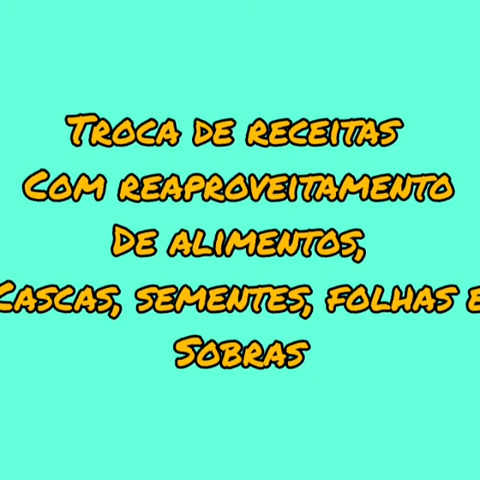 Troca de receitas
Com reaproveitamento
De alimentos,
Cascas, sementes, folhas e
Sobras